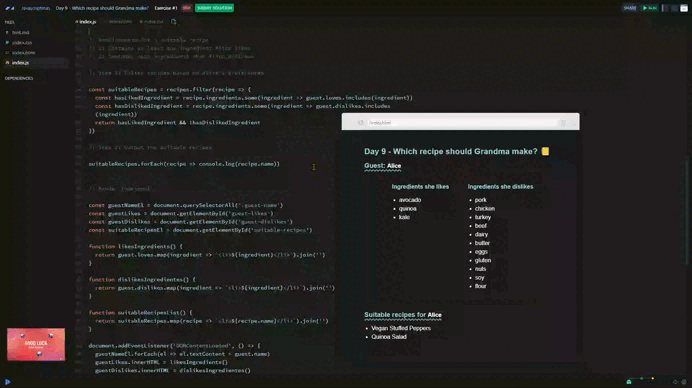 Day 9 - Which recipe should Grandma make?
Exercise #1
SUBMIT SOLUTION
SHARE
RUN
FILES
index.js
hint.md
index.css
index.html
index.js
DEPENDENCIES
const suitableRecipes = recipes.filter(recipe => {
const hasLikedIngredient = recipe.ingredients.some(ingredient => guest.loves.includes(ingredient))
const hasDislikedIngredient = recipe.ingredients.some(ingredient => guest.dislikes.includes
(ingredient))
return hasLikedIngredient && !hasDislikedIngredient
})
suitableRecipes.forEach(recipe => console.log(recipe.name))
const guestNameEl = document.querySelectorAll('.guest-name')
const guestLikes = document.getElementById('guest-likes')
const guestDislikes = document.getElementById('guest-dislikes')
const suitableRecipesEl = document.getElementById('suitable-recipes')
function likesIngredients() {
return guest.loves.map(ingredient => `<li>${ingredient}</li>`).join('')
}
function dislikesIngredients() {
return guest.dislikes.map(ingredient => `<li>${ingredient}</li>`).join('')
}
function suitableRecipesList() {
return suitableRecipes.map(recipe => `<li>${recipe.name}</li>`).join('')
}
document.addEventListener('DOMContentLoaded', () => {
guestNameEl.forEach(el => el.textContent = guest.name)
guestLikes.innerHTML = likesIngredients()
guestDislikes.innerHTML = dislikesIngredients()
GOOD LUCK
Day 9 - Which recipe should Grandma make?
Guest: Alice
Ingredients she likes
avocado
quinoa
kale
Ingredients she dislikes
pork
chicken
turkey
beef
dairy
butter
eggs
gluten
nuts
soy
flour
Suitable recipes for Alice
Vegan Stuffed Peppers
Quinoa Salad